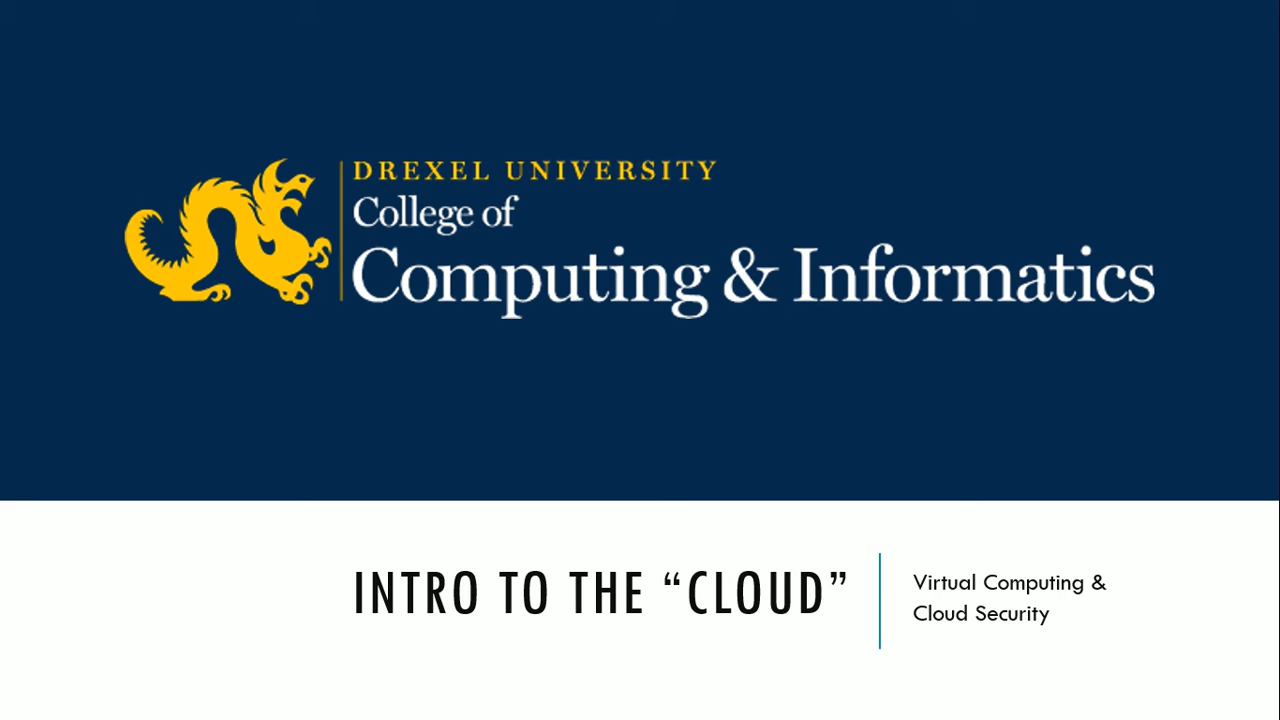 DREXEL UNIVERSITY
College of
Computing & Informatics
INTRO TO THE “CLOUD”
Virtual Computing &
Cloud Security